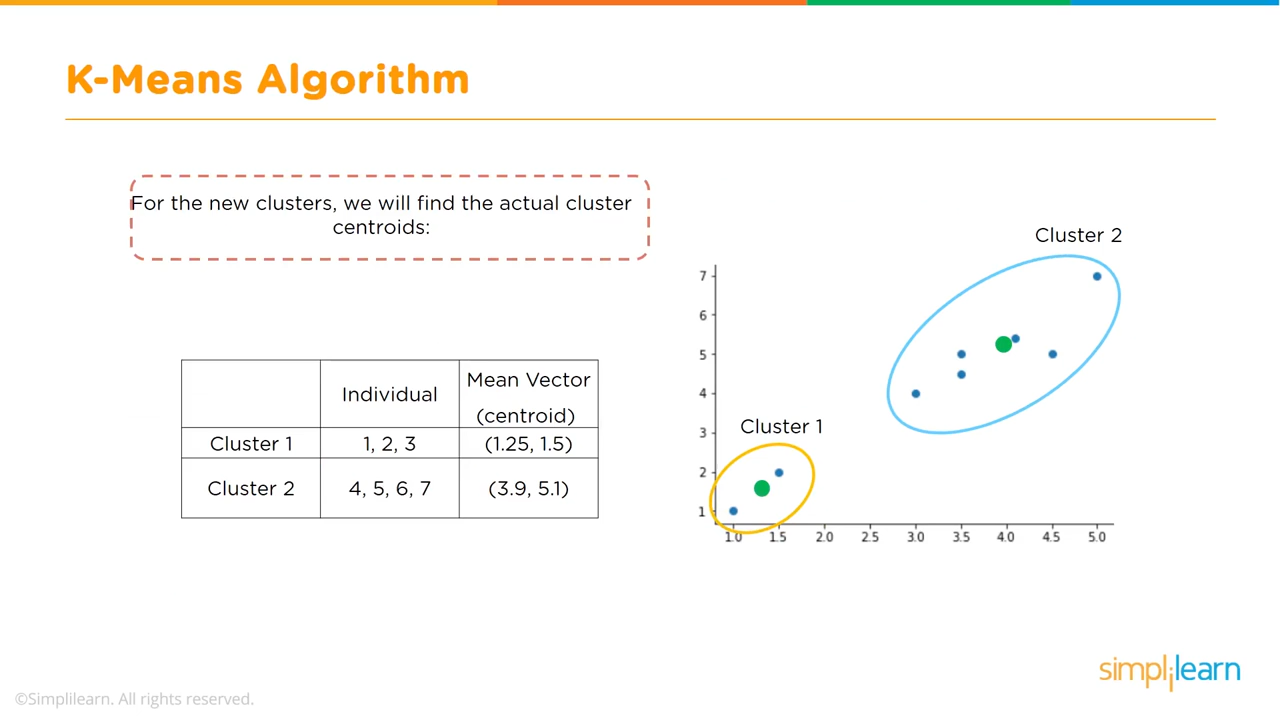 K-Means Algorithm
For the new clusters, we will find the actual cluster
centroids:
Individual
Mean Vector
(centroid)
Cluster 1
1, 2, 3
(1.25, 1.5)
Cluster 2
4, 5, 6, 7
(3.9, 5.1)
Cluster 2
Cluster 1
7
6
5
4
3
2
1
1.0 1.5 2.0 2.5 3.0 3.5 4.0 4.5 5.0
simplilearn
©Simplilearn. All rights reserved.